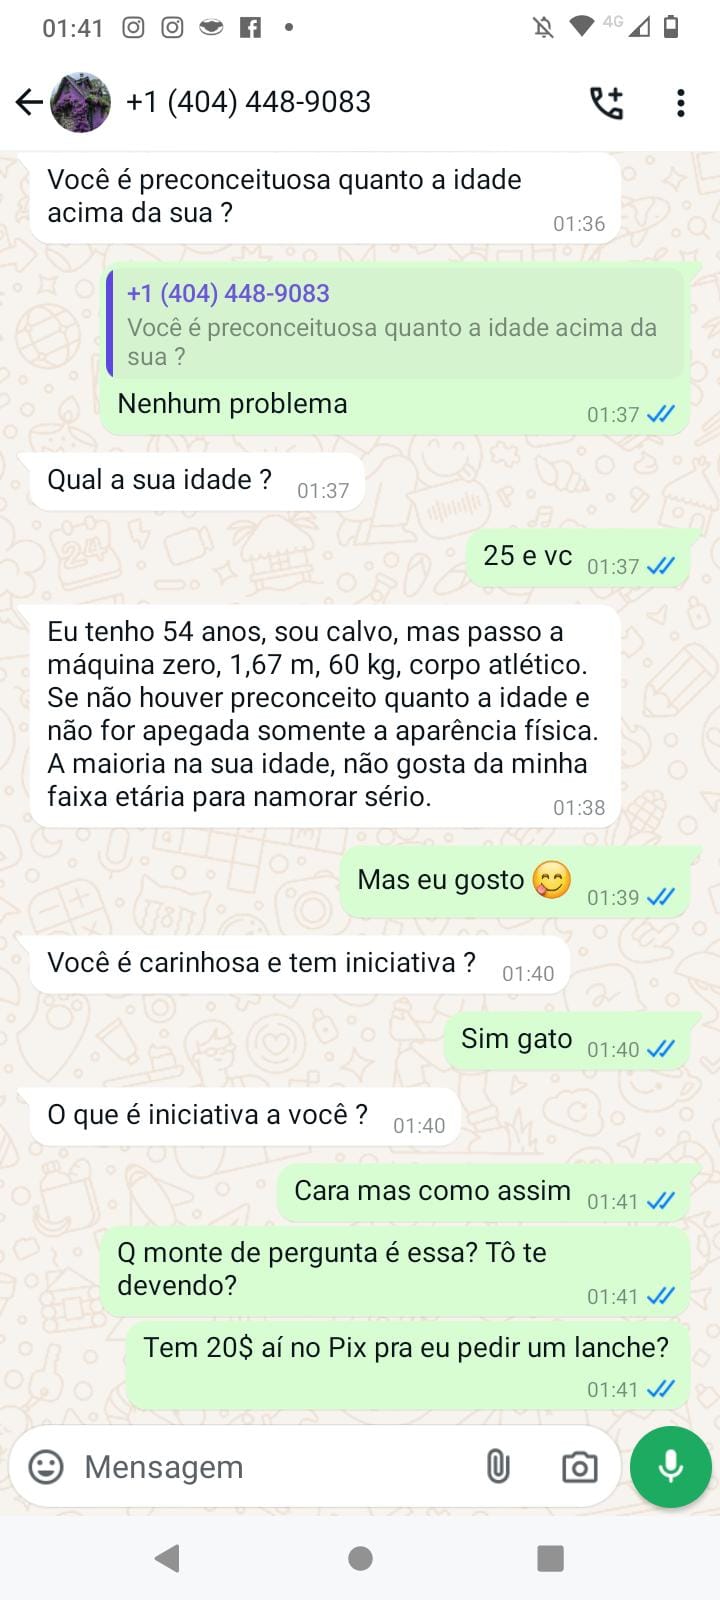 01:41
4G
+1 (404) 448-9083
Você é preconceituosa quanto a idade
acima da sua ?
01:36
+1 (404) 448-9083
Você é preconceituosa quanto a idade acima da
sua ?
Nenhum problema
01:37
Qual a sua idade ?
01:37
25 e vc
01:37
Eu tenho 54 anos, sou calvo, mas passo a
máquina zero, 1,67 m, 60 kg, corpo atlético.
Se não houver preconceito quanto a idade e
não for apegada somente a aparência física.
A maioria na sua idade, não gosta da minha
faixa etária para namorar sério.
01:38
Mas eu gosto 😋
01:39
Você é carinhosa e tem iniciativa ?
01:40
Sim gato
01:40
O que é iniciativa a você ?
01:40
Cara mas como assim
01:41
Q monte de pergunta é essa? Tô te
devendo?
01:41
Tem 20$ aí no Pix pra eu pedir um lanche?
01:41
Mensagem